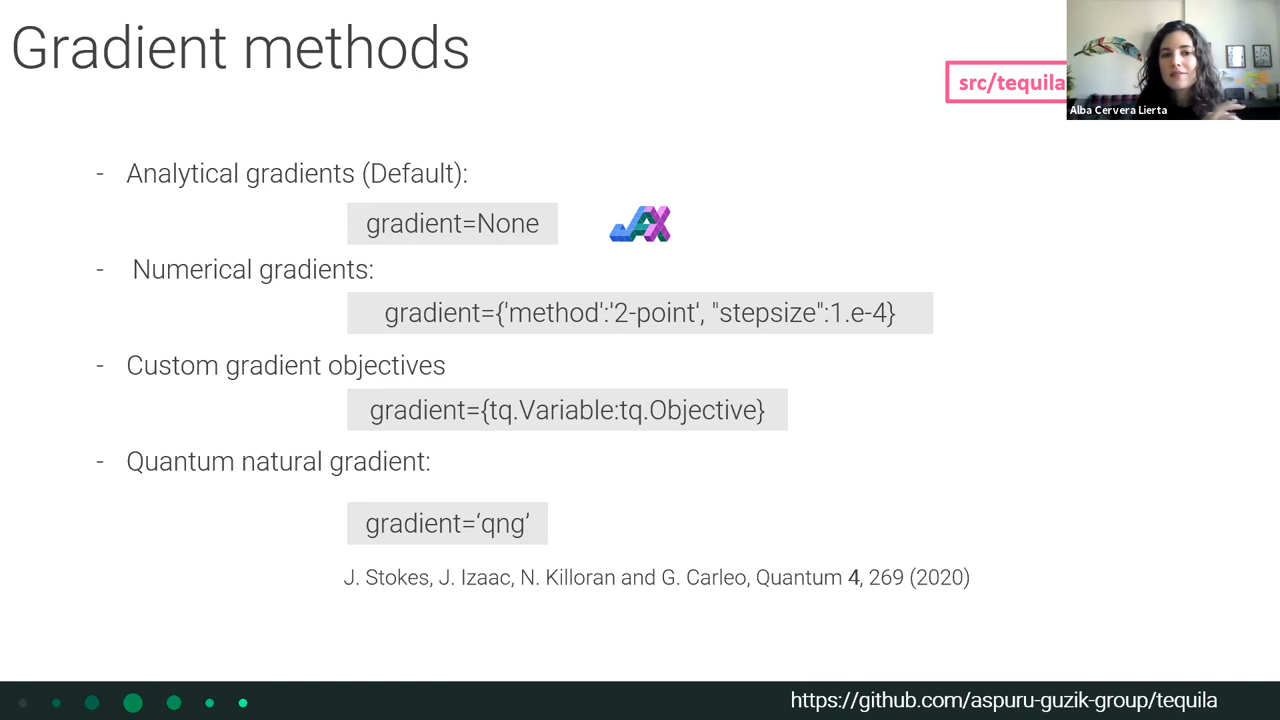 Gradient methods
src/tequila
Alba Cervera Lierta
- Analytical gradients (Default):
gradient=None
JAX
- Numerical gradients:
gradient={'method':'2-point', "stepsize":1.e-4}
- Custom gradient objectives
gradient={tq.Variable:tq.Objective}
- Quantum natural gradient:
gradient=‘qng’
J. Stokes, J. Izaac, N. Killoran and G. Carleo, Quantum 4, 269 (2020)
https://github.com/aspuru-guzik-group/tequila